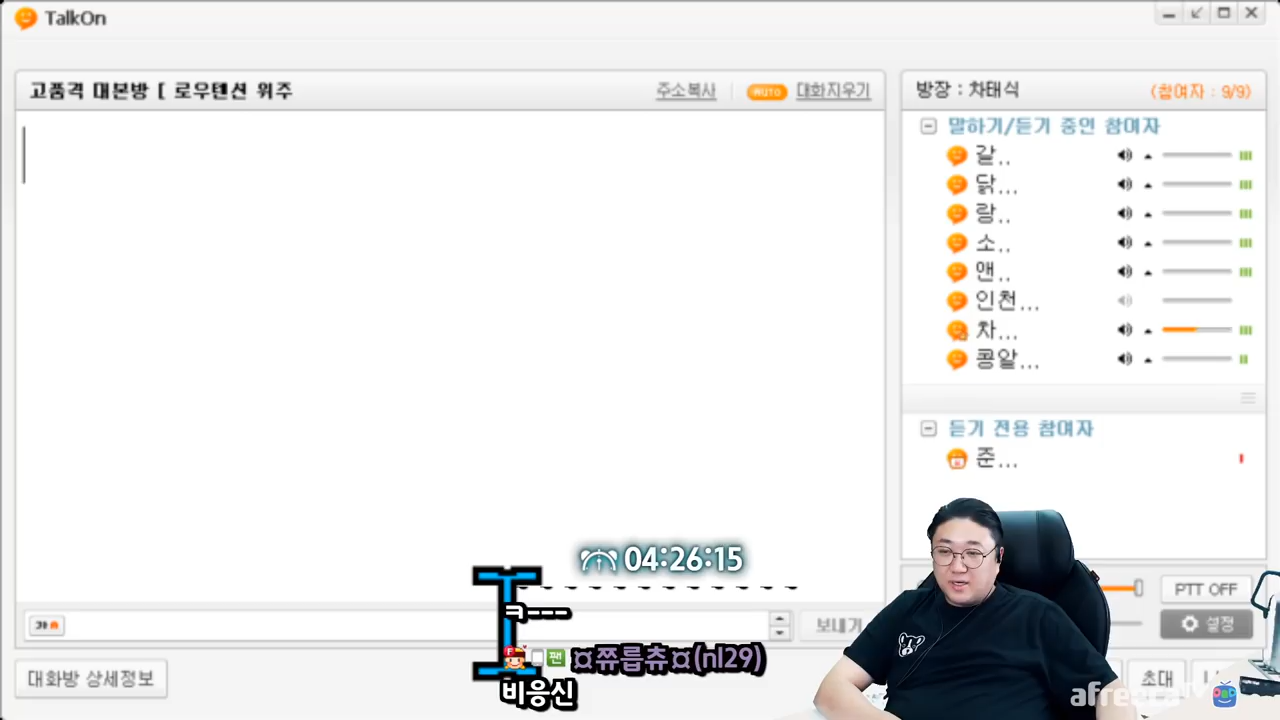 TalkOn
고품격 대본방 [ 로우텐션 위주
주소복사
AUTO
대화지우기
방장 : 차태식
(참여자 : 9/9)
말하기/듣기 중인 참여자
갈..
닭...
랑..
소..
앤..
인천...
차...
콩알...
듣기 전용 참여자
준...
04:26:15
PTT OFF
ㅋ---
가
보내기
설정
팬 ¤쮸릅츄¤(nl29)
비응신
대화방 상세정보
초대
afreecaTV